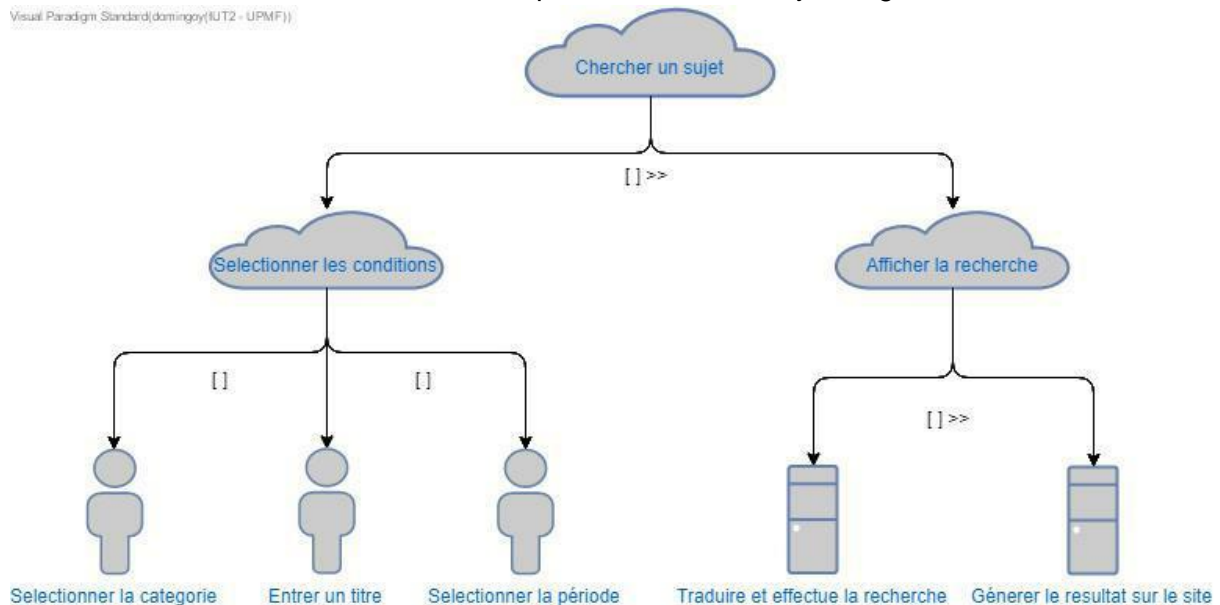 Visual Paradigm Standard(domingoy(IUT2 - UPMF))
Chercher un sujet
[ ] >>
Selectionner les conditions
Afficher la recherche
[ ]
[ ]
[ ] >>
Selectionner la categorie
Entrer un titre
Selectionner la période
Traduire et effectue la recherche
Génerer le resultat sur le site